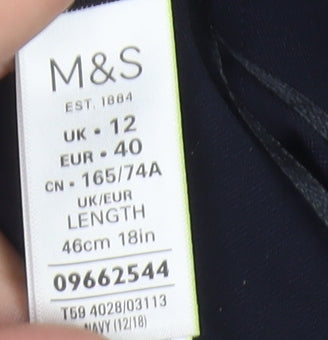 M&S
EST. 1884
UK • 12
EUR • 40
CN • 165/74A
UK/EUR
LENGTH
46cm 18in
09662544
T59 4028/03113
NAVY (12/18)